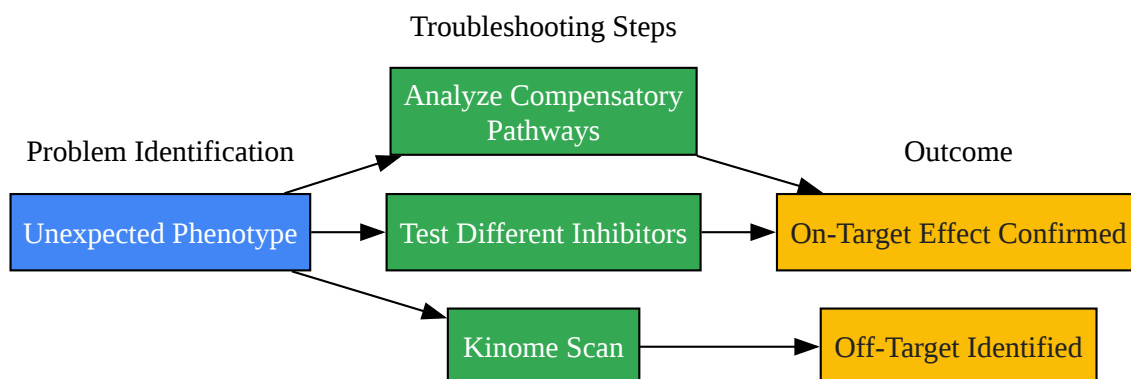 Troubleshooting Steps
Analyze Compensatory
Pathways
Problem Identification
Outcome
Unexpected Phenotype
Test Different Inhibitors
On-Target Effect Confirmed
Kinome Scan
Off-Target Identified